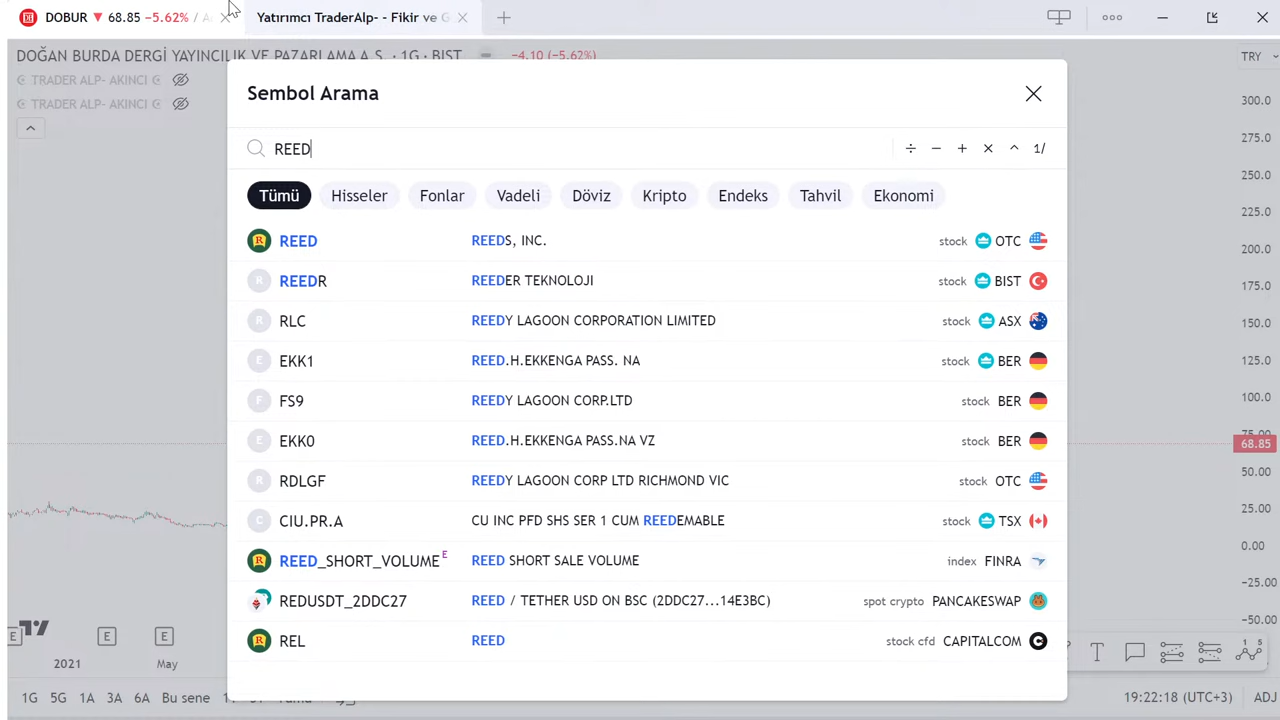 DOBUR 68.85 −5.62% /
Yatırımcı TraderAlp- - Fikir ve G
DOĞAN BURDA DERGİ YAYINCILIK VE PAZARLAMA A.Ş. · 1G · BIST −4.10 (−5.62%)
TRY
TRADER ALP- AKINCI
TRADER ALP- AKINCI
Sembol Arama
REED
÷ − + × ^ 1/
Tümü Hisseler Fonlar Vadeli Döviz Kripto Endeks Tahvil Ekonomi
REED REEDS, INC. stock OTC
REEDR REEDER TEKNOLOJI stock BIST
RLC REEDY LAGOON CORPORATION LIMITED stock ASX
EKK1 REED.H.EKKENGA PASS. NA stock BER
FS9 REEDY LAGOON CORP.LTD stock BER
EKK0 REED.H.EKKENGA PASS.NA VZ stock BER
RDLGF REEDY LAGOON CORP LTD RICHMOND VIC stock OTC
CIU.PR.A CU INC PFD SHS SER 1 CUM REEDEMABLE stock TSX
REED_SHORT_VOLUME E REED SHORT SALE VOLUME index FINRA
REDUSDT_2DDC27 REED / TETHER USD ON BSC (2DDC27...14E3BC) spot crypto PANCAKESWAP
REL REED stock cfd CAPITALCOM
300.0
275.0
250.0
225.0
200.0
175.0
150.0
125.0
100.0
75.00
68.85
50.00
25.00
0.00
−25.00
−50.00
E E E
2021 May
1G 5G 1A 3A 6A Bu sene
19:22:18 (UTC+3) ADJ